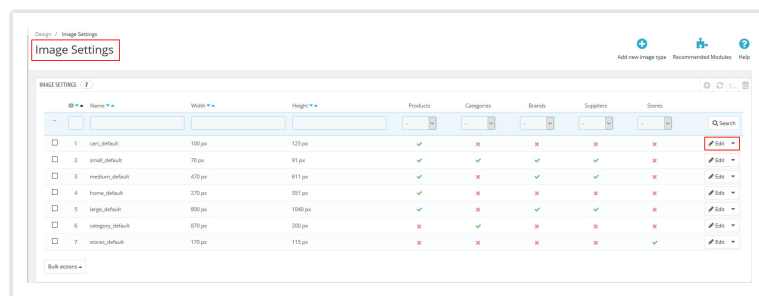 Design / Image Settings
Image Settings
Add new image type Recommended Modules Help
IMAGE SETTINGS 7
ID Name Width Height Products Categories Brands Suppliers Stores
-- - - - - - Search
1 cart_default 100 px 125 px Edit
2 small_default 70 px 91 px Edit
3 medium_default 470 px 611 px Edit
4 home_default 270 px 351 px Edit
5 large_default 800 px 1040 px Edit
6 category_default 870 px 200 px Edit
7 stores_default 170 px 115 px Edit
Bulk actions